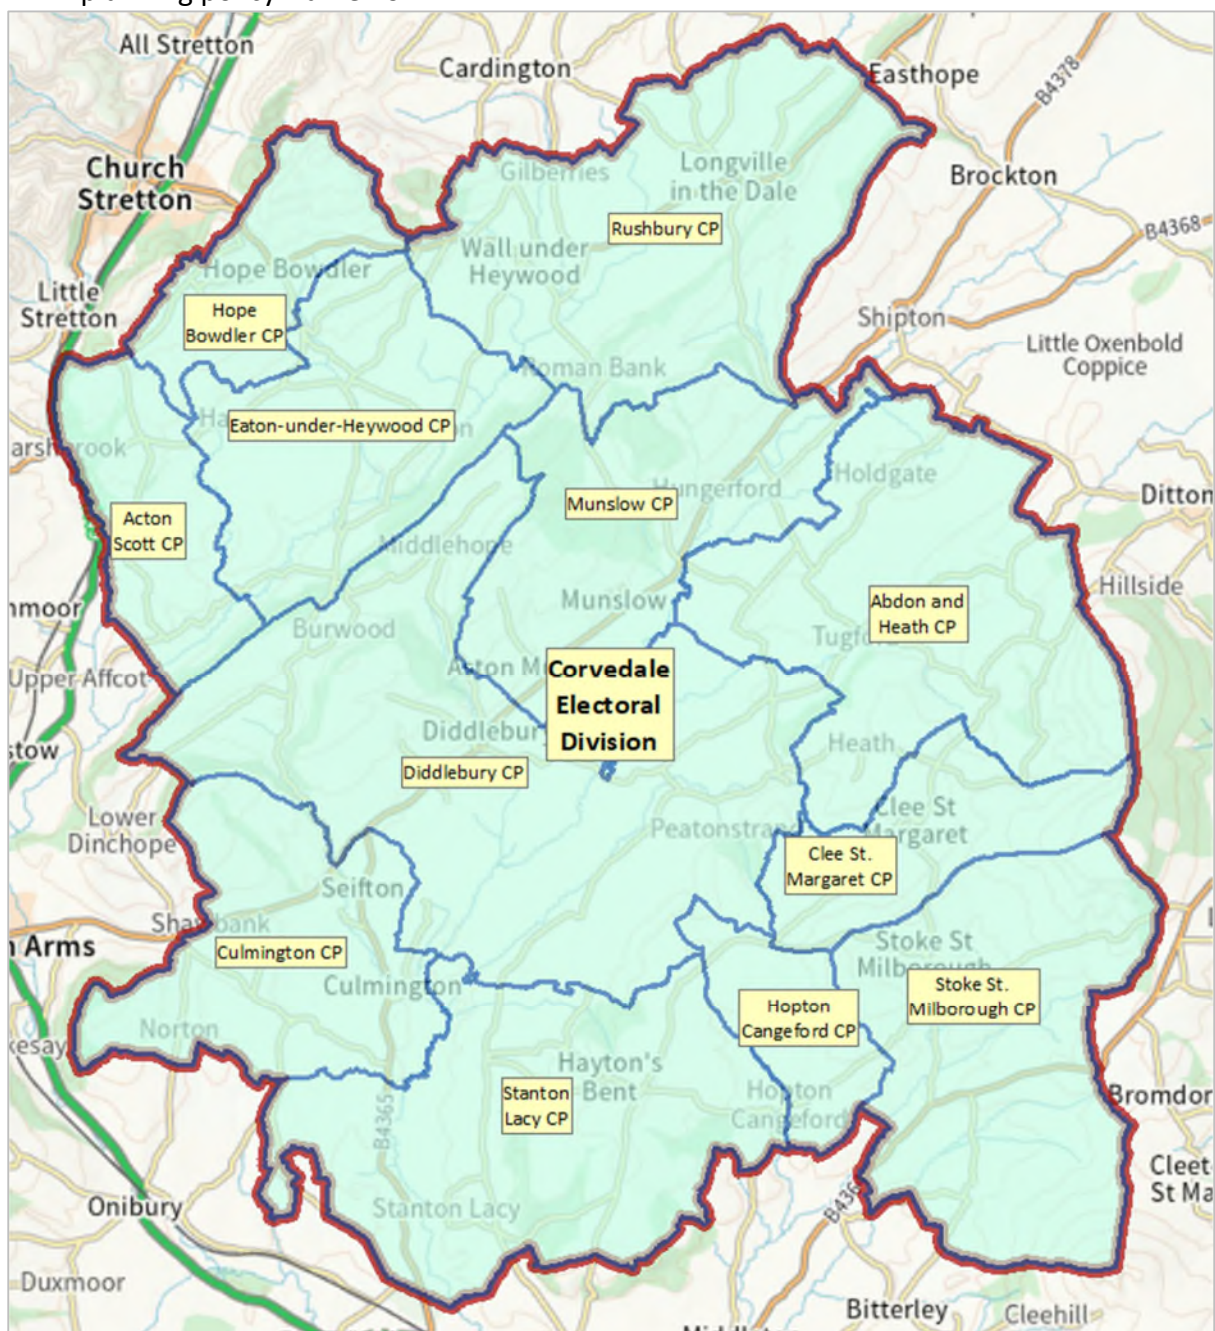 All Stretton
Cardington
Easthope
B4378
Church
Stretton
Gilberries
Longville
in the Dale
Brockton
Rushbury CP
B4368
Wall under
Heywood
Hope Bowdler
Little
Stretton
Hope
Bowdler CP
Shipton
Little Oxenbold
Coppice
Roman Bank
Eaton-under-Heywood CP
Holdgate
Hungerford
Munslow CP
Ditton
Acton
Scott CP
Middlehope
Hillside
Munslow
Abdon and
Heath CP
Burwood
Upper Affcot
Corvedale
Electoral
Division
Heath
Diddlebury CP
Clee St
Margaret
Lower
Dinchope
Clee St.
Margaret CP
Seifton
Arms
Culmington CP
Stoke St
Milborough
Culmington
Stoke St.
Milborough CP
Hopton
Cangeford CP
Norton
Hayton's
Bent
Stanton
Lacy CP
Hopton
Cangeford
B4365
Onibury
Stanton Lacy
Duxmoor
Bitterley
Cleehill